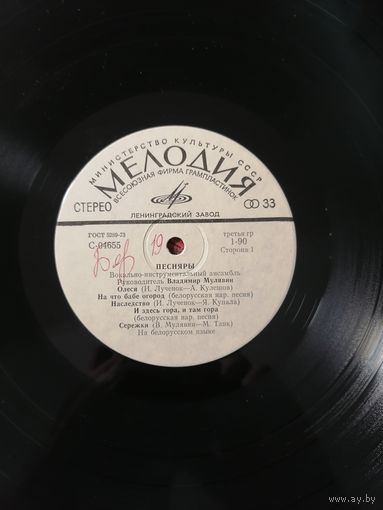 МИНИСТЕРСТВО КУЛЬТУРЫ СССР
МЕЛОДИЯ
ВСЕСОЮЗНАЯ ФИРМА ГРАМПЛАСТИНОК
СТЕРЕО
33
ЛЕНИНГРАДСКИЙ ЗАВОД
ГОСТ 5289-73
третья гр
С-04655
19
1-90
Сторона 1
ПЕСНЯРЫ
Вокально-инструментальный ансамбль
Руководитель Владимир Мулявин
Олеся (И. Лученок—А. Кулешов)
На что бабе огород (белорусская нар. песня)
Наследство (И. Лученок—Я. Купала)
И здесь гора, и там гора
(белорусская нар. песня)
Сережки (В. Мулявин—М. Танк)
На белорусском языке
www.ay.by